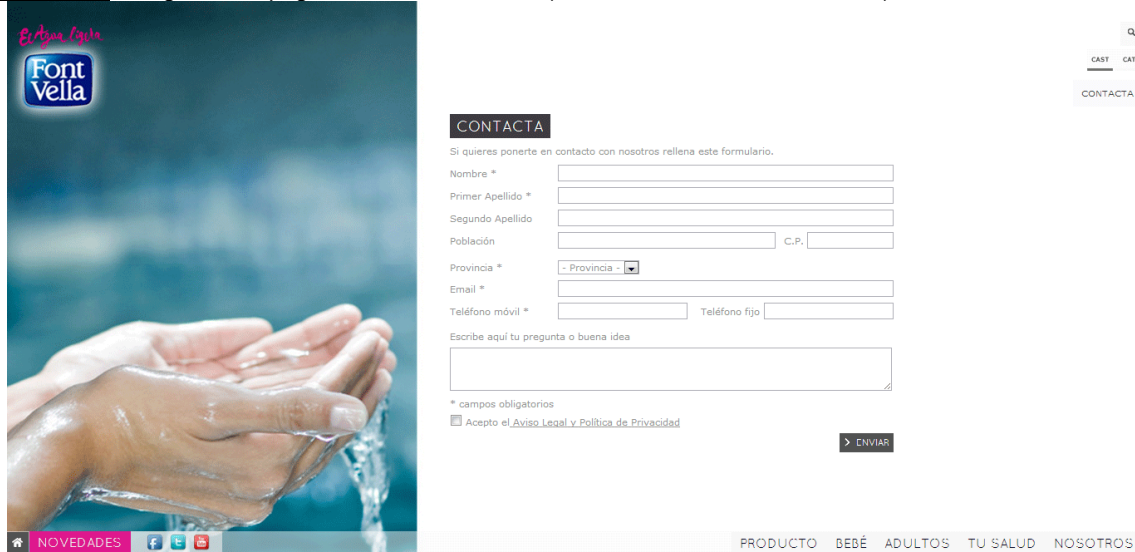 El Agua ligera
Font
Vella
CAST CAT
CONTACTA
CONTACTA
Si quieres ponerte en contacto con nosotros rellena este formulario.
Nombre *
Primer Apellido *
Segundo Apellido
Población C.P.
Provincia * - Provincia -
Email *
Teléfono móvil * Teléfono fijo
Escribe aquí tu pregunta o buena idea
* campos obligatorios
Acepto el Aviso Legal y Política de Privacidad
> ENVIAR
NOVEDADES PRODUCTO BEBÉ ADULTOS TU SALUD NOSOTROS